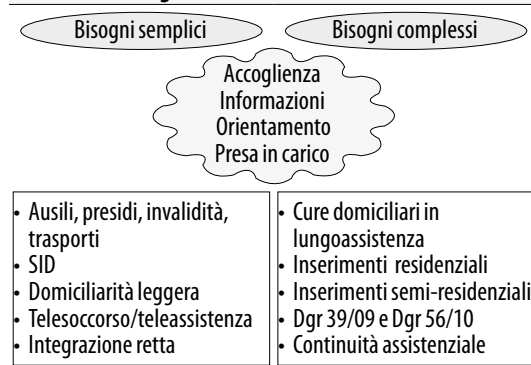 Bisogni semplici
Bisogni complessi
Accoglienza
Informazioni
Orientamento
Presa in carico
• Ausili, presidi, invalidità,
trasporti
• SID
• Domiciliarità leggera
• Telesoccorso/teleassistenza
• Integrazione retta
• Cure domiciliari in
lungoassistenza
• Inserimenti residenziali
• Inserimenti semi-residenziali
• Dgr 39/09 e Dgr 56/10
• Continuità assistenziale